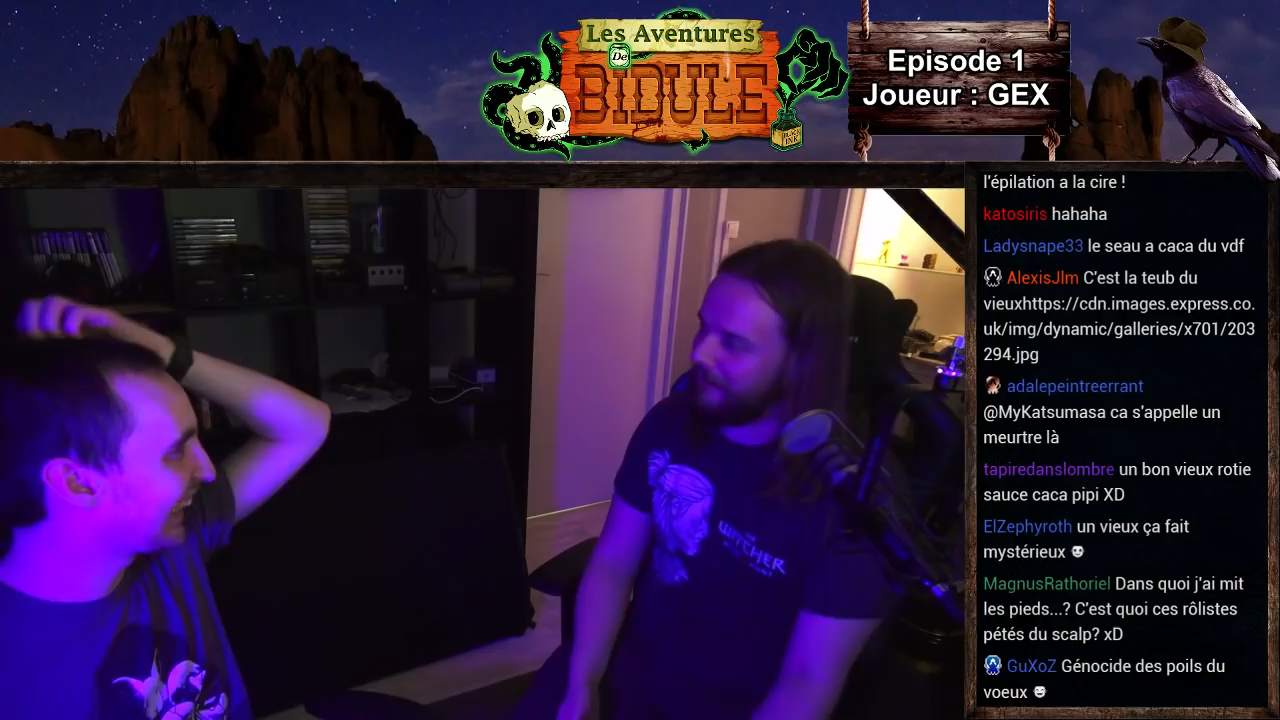 Les Aventures
De
BIDULE
BLACK
INK
Episode 1
Joueur : GEX
l'épilation a la cire !
katosiris hahaha
Ladysnape33 le seau a caca du vdf
AlexisJlm C'est la teub du
vieuxhttps://cdn.images.express.co.
uk/img/dynamic/galleries/x701/203
294.jpg
adalepeintreerrant
@MyKatsumasa ca s'appelle un
meurtre là
tapiredanslombre un bon vieux rotie
sauce caca pipi XD
ElZephyroth un vieux ça fait
mystérieux
MagnusRathoriel Dans quoi j'ai mit
les pieds...? C'est quoi ces rôlistes
pétés du scalp? xD
GuXoZ Génocide des poils du
voeux
WITCHER